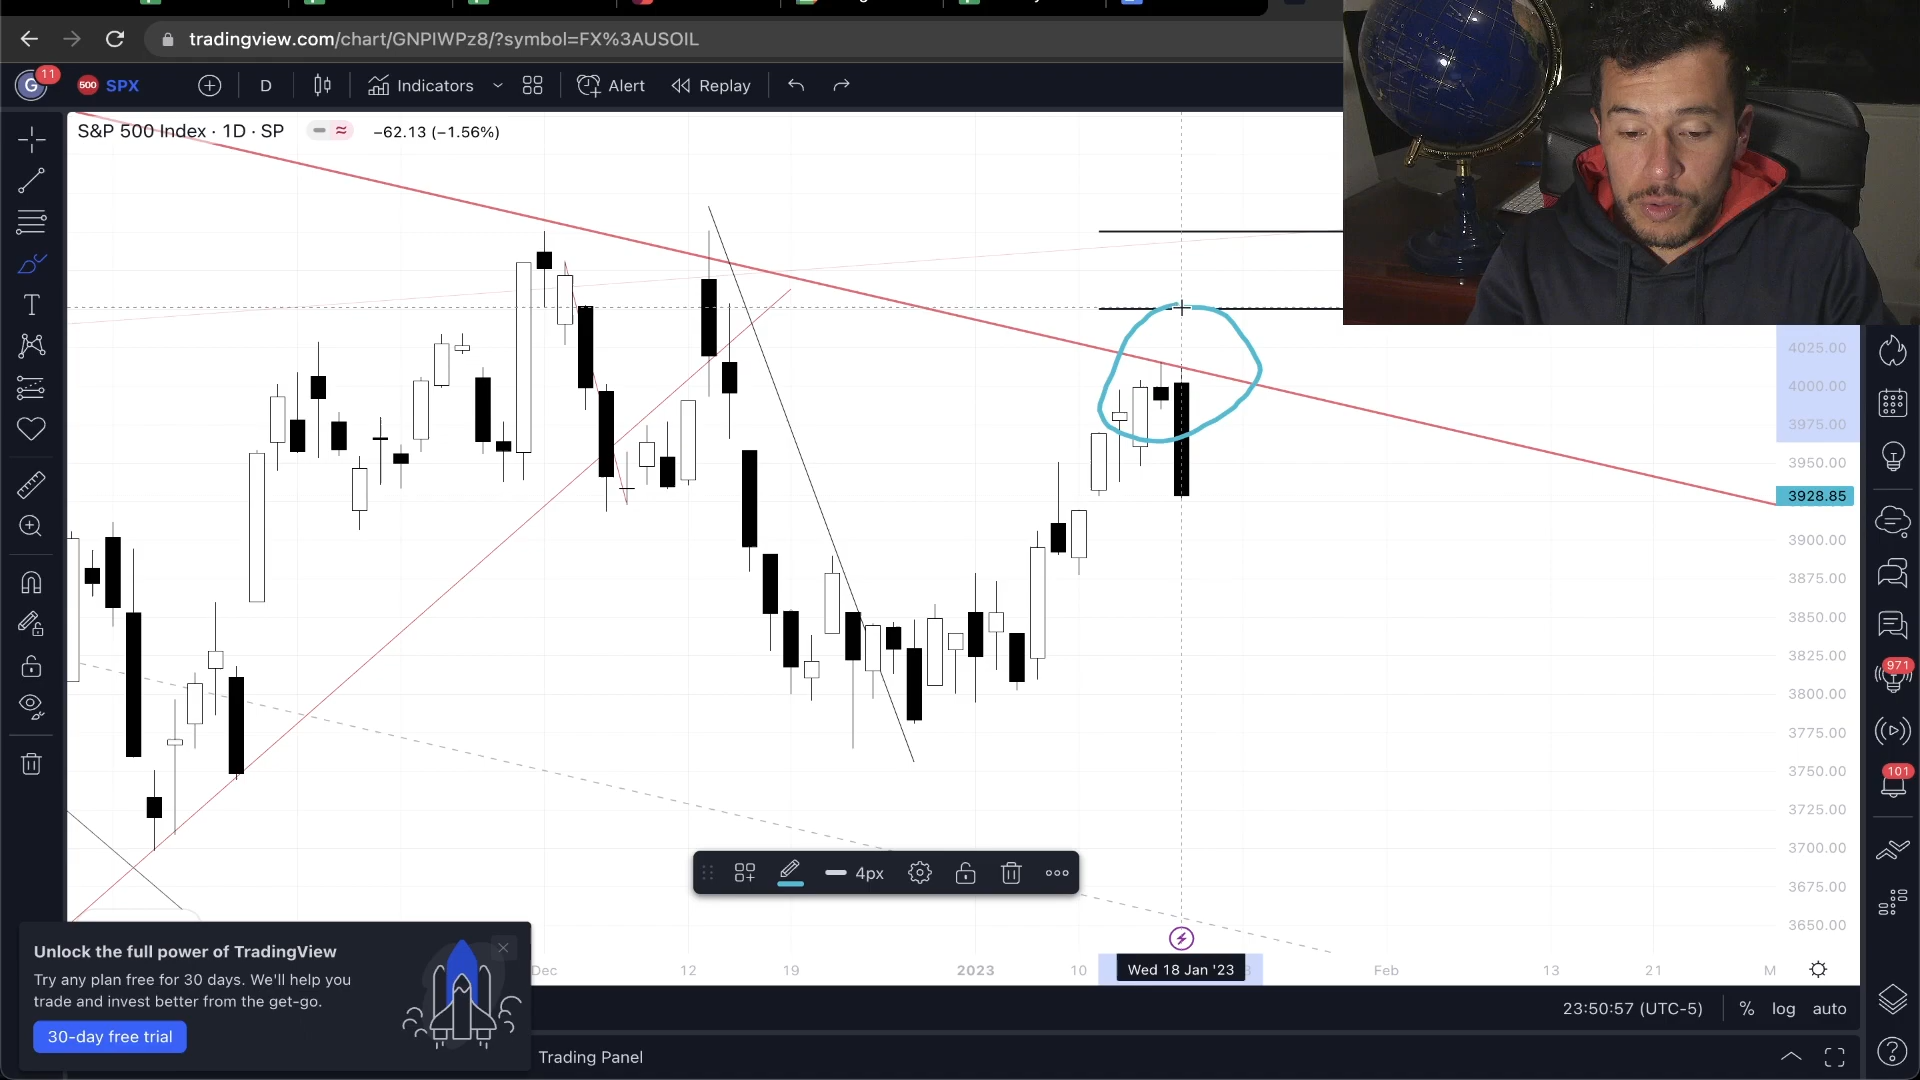 tradingview.com/chart/GNPlWPz8/?symbol=FX%3AUSOIL
G 11 500 SPX D Indicators Alert Replay
S&P 500 Index · 1D · SP −62.13 (−1.56%)
4025.00
4000.00
3975.00
3950.00
3928.85
3900.00
3875.00
3850.00
3825.00
3800.00
3775.00
3750.00
3725.00
3700.00
3675.00
3650.00
T
971
101
4px
Dec 12 19 2023 10 Wed 18 Jan '23 Feb 13 21 M
Unlock the full power of TradingView
Try any plan free for 30 days. We'll help you
trade and invest better from the get-go.
30-day free trial
23:50:57 (UTC-5) % log auto
Trading Panel